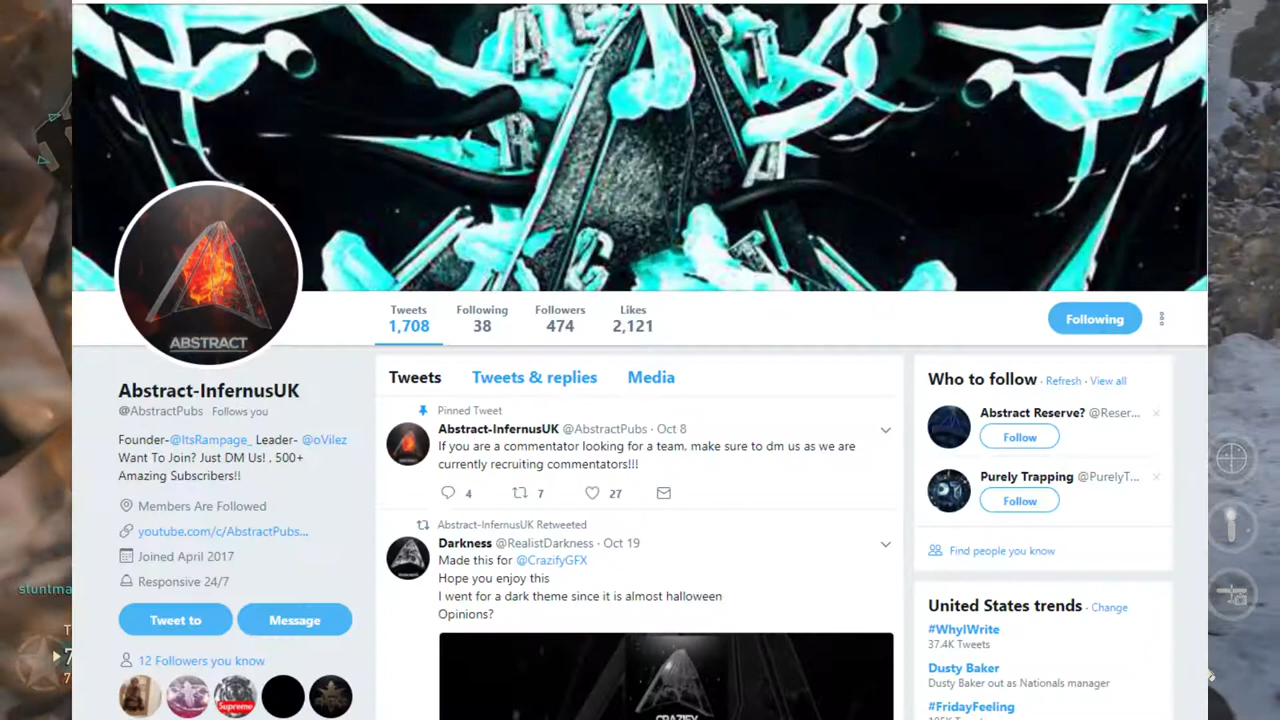 ABSTRACT
Tweets
1,708
Following
38
Followers
474
Likes
2,121
Following
Abstract-InfernusUK
@AbstractPubs Follows you
Founder-@ItsRampage_ Leader- @oVilez
Want To Join? Just DM Us! , 500+
Amazing Subscribers!!
Members Are Followed
youtube.com/c/AbstractPubs...
Joined April 2017
Responsive 24/7
Tweet to
Message
12 Followers you know
Supreme
Tweets Tweets & replies Media
Pinned Tweet
Abstract-InfernusUK @AbstractPubs · Oct 8
If you are a commentator looking for a team, make sure to dm us as we are
currently recruiting commentators!!!
4 7 27
Abstract-InfernusUK Retweeted
Darkness @RealistDarkness · Oct 19
Made this for @CrazifyGFX
Hope you enjoy this
I went for a dark theme since it is almost halloween
Opinions?
CRAZIFY
Who to follow · Refresh · View all
Abstract Reserve? @Reser...
Follow
Purely Trapping @PurelyT...
Follow
Find people you know
United States trends · Change
#WhyIWrite
37.4K Tweets
Dusty Baker
Dusty Baker out as Nationals manager
#FridayFeeling
stuntma